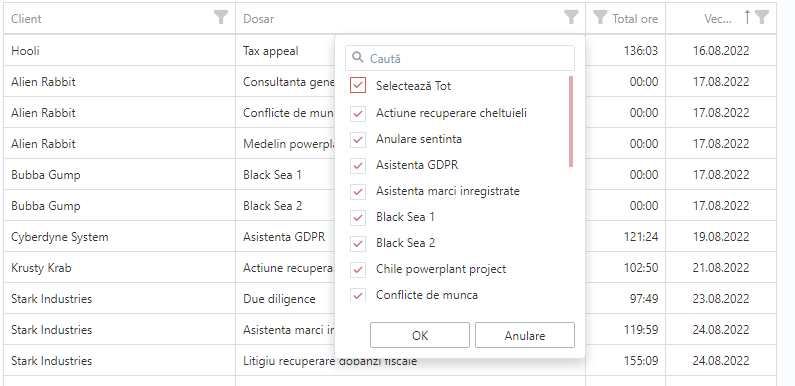 Client Dosar Total ore Vec...
Hooli Tax appeal 136:03 16.08.2022
Caută
Alien Rabbit Consultanta gene 00:00 17.08.2022
Selectează Tot
Alien Rabbit Conflicte de mun 00:00 17.08.2022
Actiune recuperare cheltuieli
Anulare sentinta
Alien Rabbit Medelin powerpla 00:00 17.08.2022
Asistenta GDPR
Bubba Gump Black Sea 1 00:00 17.08.2022
Asistenta marci inregistrate
Bubba Gump Black Sea 2 00:00 17.08.2022
Black Sea 1
Cyberdyne System Asistenta GDPR 121:24 19.08.2022
Black Sea 2
Krusty Krab Actiune recupera 102:50 21.08.2022
Chile powerplant project
Stark Industries Due diligence 97:49 23.08.2022
Conflicte de munca
Stark Industries Asistenta marci in 119:59 24.08.2022
OK Anulare
Stark Industries Litigiu recuperare dobanzi fiscale 155:09 24.08.2022